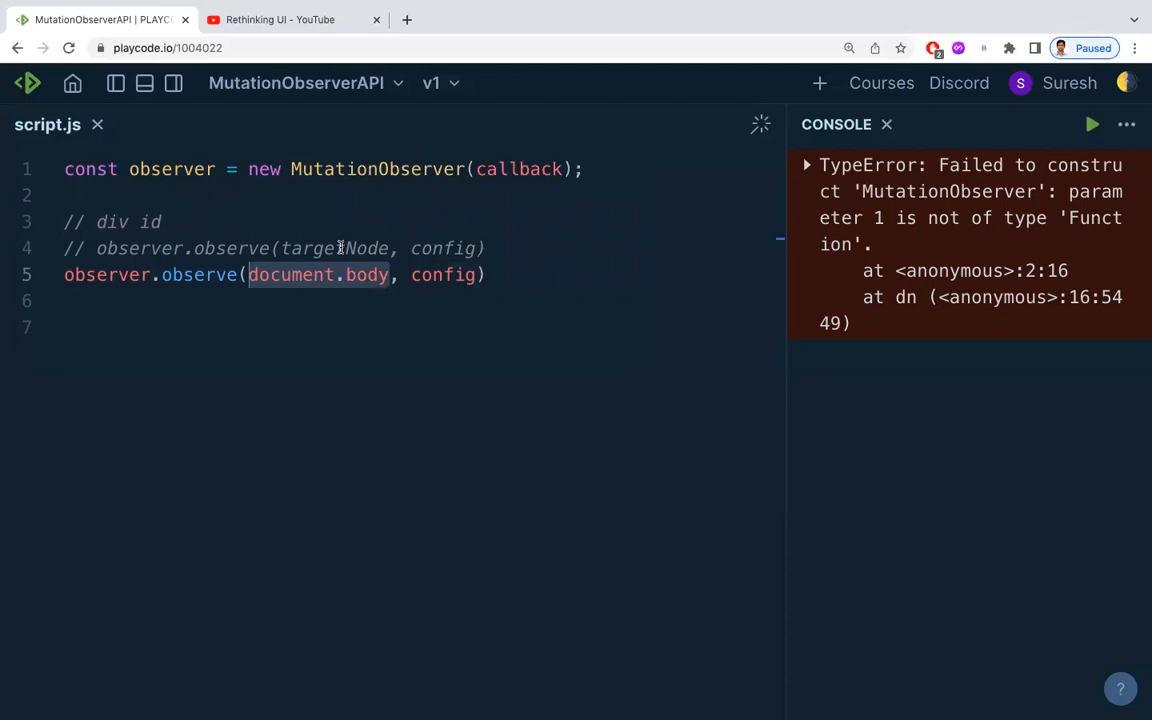 MutationObserverAPI | PLAYCO
Rethinking UI - YouTube
playcode.io/1004022
2
Paused
MutationObserverAPI
v1
Courses
Discord
S
Suresh
script.js
CONSOLE
1 const observer = new MutationObserver(callback);
2
3 // div id
4 // observer.observe(targetNode, config)
5 observer.observe(document.body, config)
6
7
TypeError: Failed to constru
ct 'MutationObserver': param
eter 1 is not of type 'Funct
ion'.
at <anonymous>:2:16
at dn (<anonymous>:16:54
49)
?